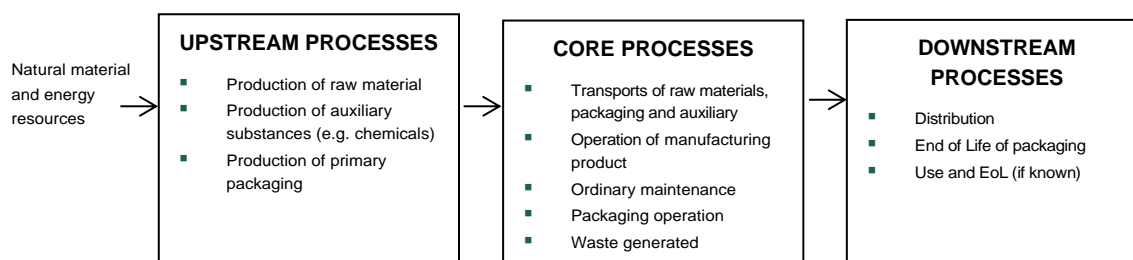 Natural material
and energy
resources
UPSTREAM PROCESSES
▪ Production of raw material
▪ Production of auxiliary
substances (e.g. chemicals)
▪ Production of primary
packaging
CORE PROCESSES
▪ Transports of raw materials,
packaging and auxiliary
▪ Operation of manufacturing
product
▪ Ordinary maintenance
▪ Packaging operation
▪ Waste generated
DOWNSTREAM
PROCESSES
▪ Distribution
▪ End of Life of packaging
▪ Use and EoL (if known)